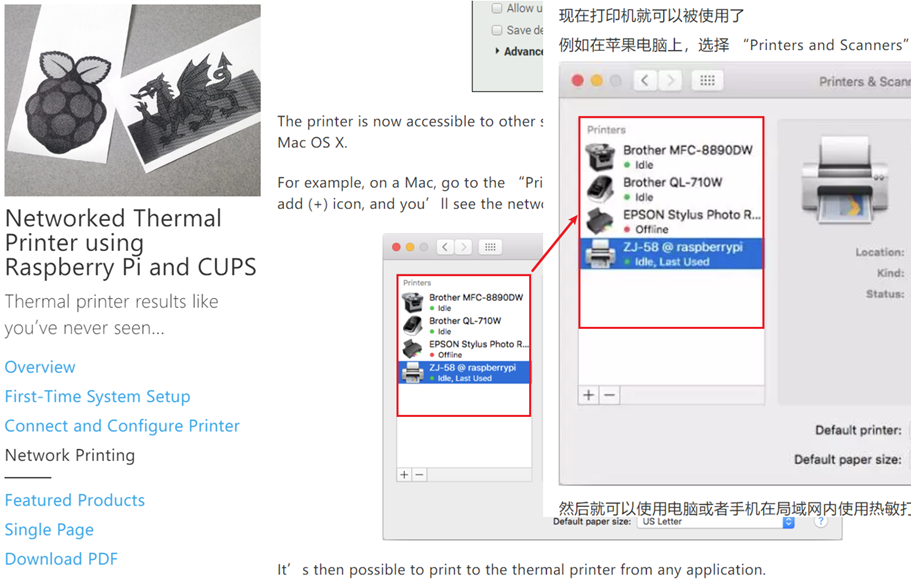 Networked Thermal
Printer using
Raspberry Pi and CUPS
Thermal printer results like
you’ve never seen...
Overview
First-Time System Setup
Connect and Configure Printer
Network Printing
Featured Products
Single Page
Download PDF
Allow u
Save de
Advanc
The printer is now accessible to other s
Mac OS X.
For example, on a Mac, go to the “Pri
add (+) icon, and you’ll see the netwo
Printers
Brother MFC-8890DW
Idle
Brother QL-710W
Idle
EPSON Stylus Photo R...
Offline
ZJ-58 @ raspberrypi
Idle, Last Used
+ −
Default paper size: US Letter ?
It’s then possible to print to the thermal printer from any application.
现在打印机就可以被使用了
例如在苹果电脑上，选择 “Printers and Scanners”
Printers & Scann
Printers
Brother MFC-8890DW
Idle
Brother QL-710W
Idle
EPSON Stylus Photo R...
Offline
ZJ-58 @ raspberrypi
Idle, Last Used
+ −
Location:
Kind:
Status:
Default printer:
Default paper size:
然后就可以使用电脑或者手机在局域网内使用热敏打